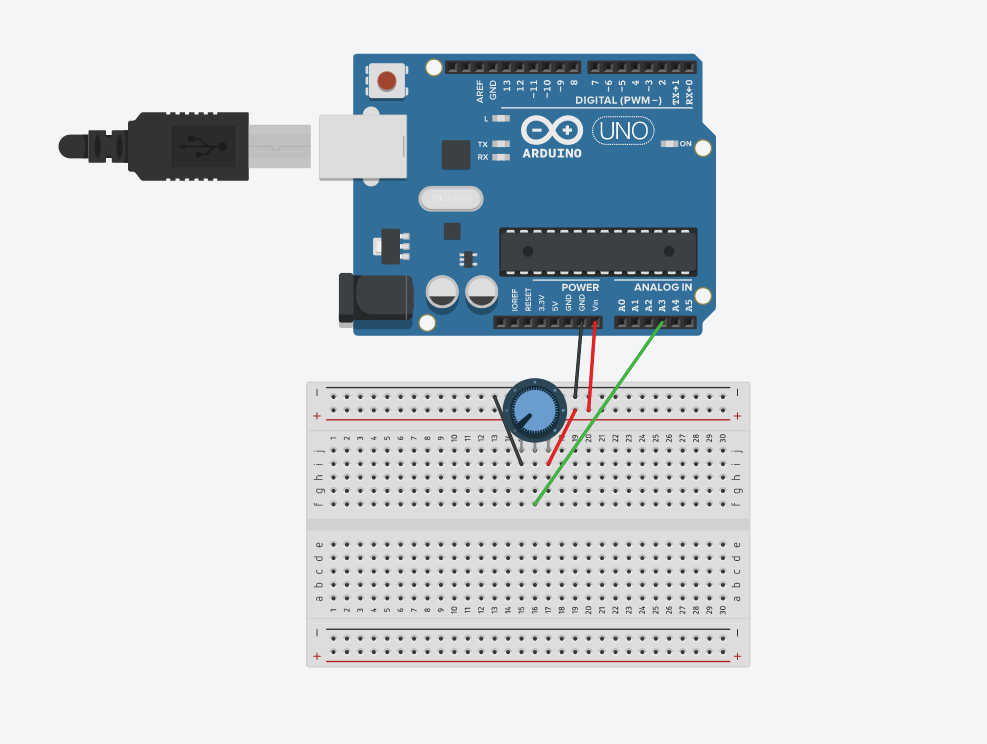 AREF GND 13 12 ~11 ~10 ~9 8 7 ~6 ~5 4 ~3 2 TX→1 RX←0
DIGITAL (PWM~)
L
TX
RX
ARDUINO
UNO
ON
POWER
ANALOG IN
IOREF RESET 3.3V 5V GND GND Vin A0 A1 A2 A3 A4 A5
− −
+ +
1 2 3 4 5 6 7 8 9 10 11 12 13 14 19 20 21 22 23 24 25 26 27 28 29 30
j j
i i
h h
g g
f f
e e
d d
c c
b b
a a
1 2 3 4 5 6 7 8 9 10 11 12 13 14 15 16 17 18 19 20 21 22 23 24 25 26 27 28 29 30
− −
+ +